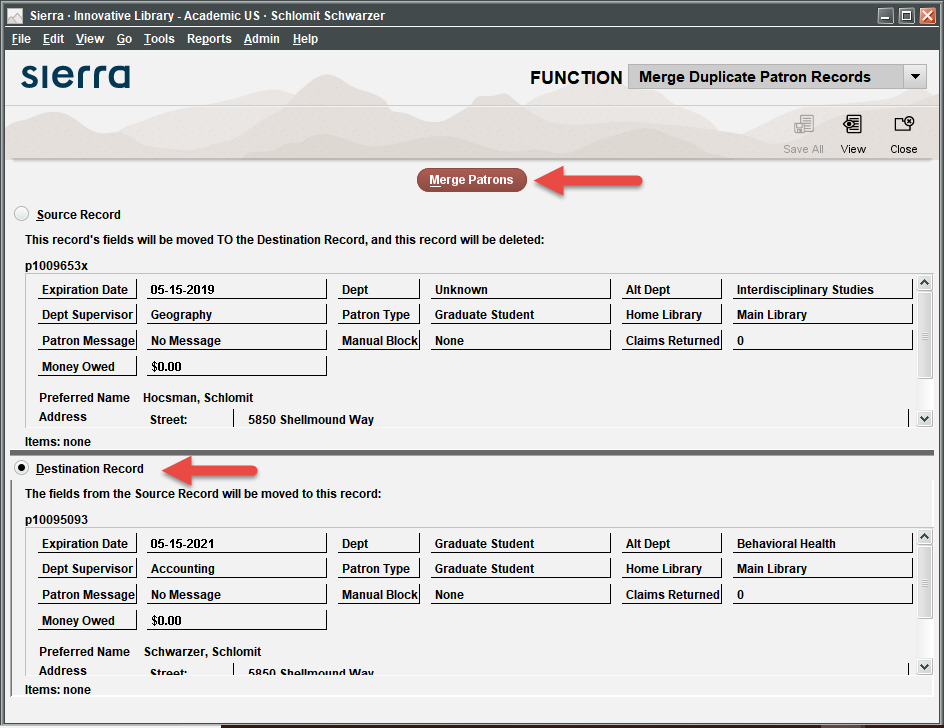 Sierra · Innovative Library - Academic US · Schlomit Schwarzer
File Edit View Go Tools Reports Admin Help
sierra FUNCTION Merge Duplicate Patron Records
Save All View Close
Merge Patrons
Source Record
This record's fields will be moved TO the Destination Record, and this record will be deleted:
p1009653x
Expiration Date 05-15-2019 Dept Unknown Alt Dept Interdisciplinary Studies
Dept Supervisor Geography Patron Type Graduate Student Home Library Main Library
Patron Message No Message Manual Block None Claims Returned 0
Money Owed $0.00
Preferred Name Hocsman, Schlomit
Address Street: 5850 Shellmound Way
Items: none
Destination Record
The fields from the Source Record will be moved to this record:
p10095093
Expiration Date 05-15-2021 Dept Graduate Student Alt Dept Behavioral Health
Dept Supervisor Accounting Patron Type Graduate Student Home Library Main Library
Patron Message No Message Manual Block None Claims Returned 0
Money Owed $0.00
Preferred Name Schwarzer, Schlomit
Address Street: 5850 Shellmound Way
Items: none